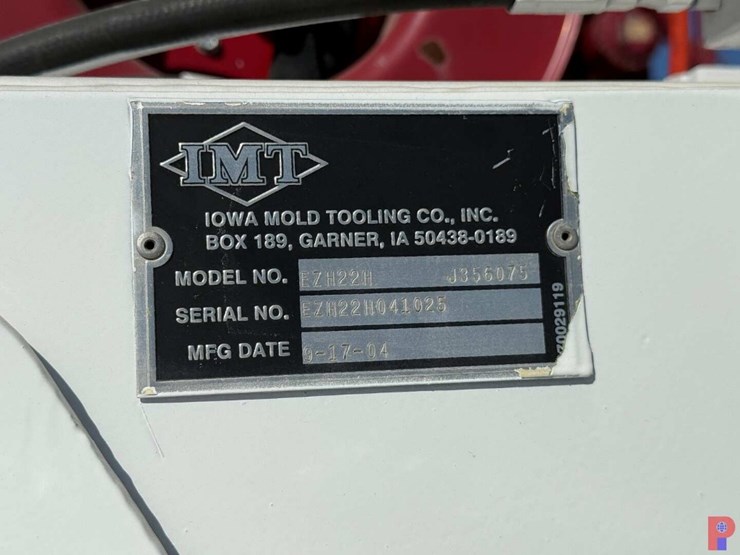 IMT
IOWA MOLD TOOLING CO., INC.
BOX 189, GARNER, IA 50438-0189
MODEL NO. EZH22H J356075
SERIAL NO. EZH22H041025
MFG DATE 9-17-04
70029119